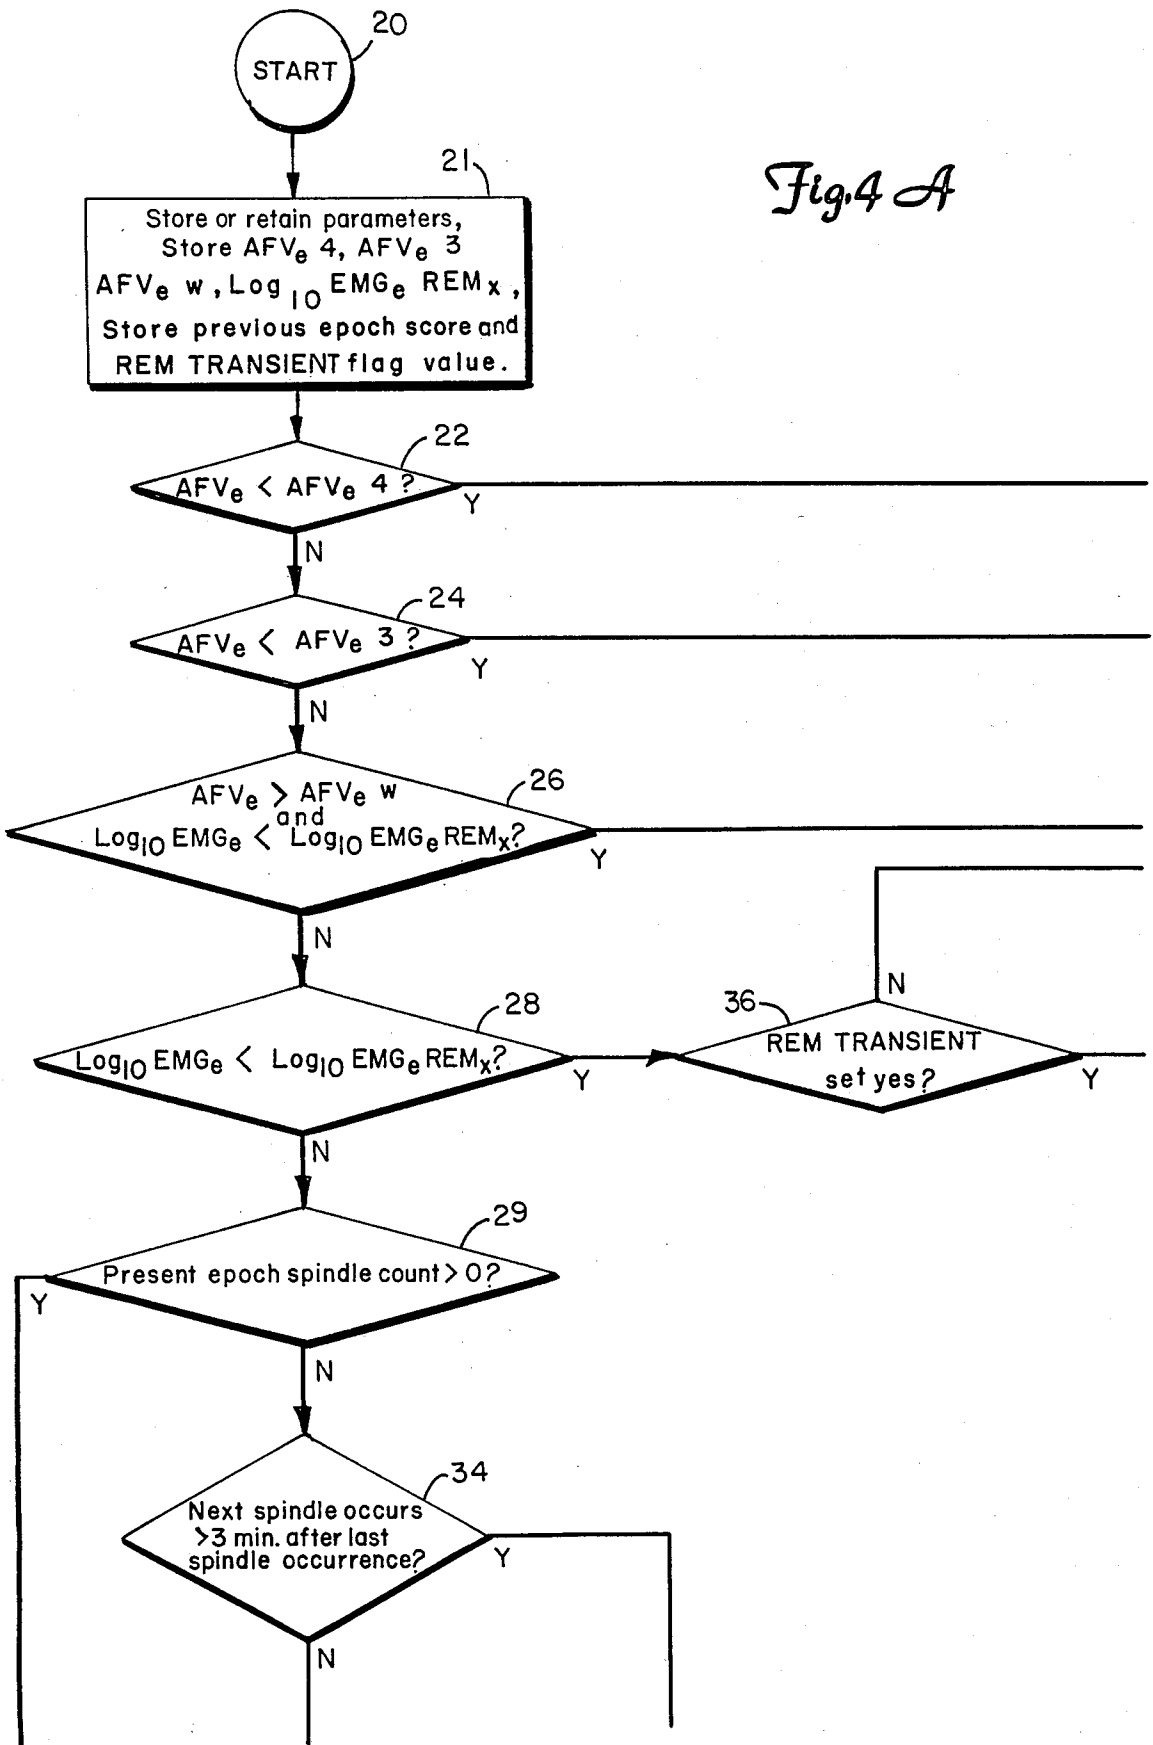 20
START
21
Fig.4 A
Store or retain parameters,
Store AFVe 4, AFVe 3
AFVe w, Log10 EMGe REMx,
Store previous epoch score and
REM TRANSIENT flag value.
22
AFVe < AFVe 4?
Y
N
24
AFVe < AFVe 3?
Y
N
26
AFVe > AFVe w
and
Log10 EMGe < Log10 EMGe REMx?
Y
N
28
Log10 EMGe < Log10 EMGe REMx?
Y
N
36
N
REM TRANSIENT
set yes?
Y
29
Present epoch spindle count > 0?
Y
N
34
Next spindle occurs
>3 min. after last
spindle occurrence?
Y
N